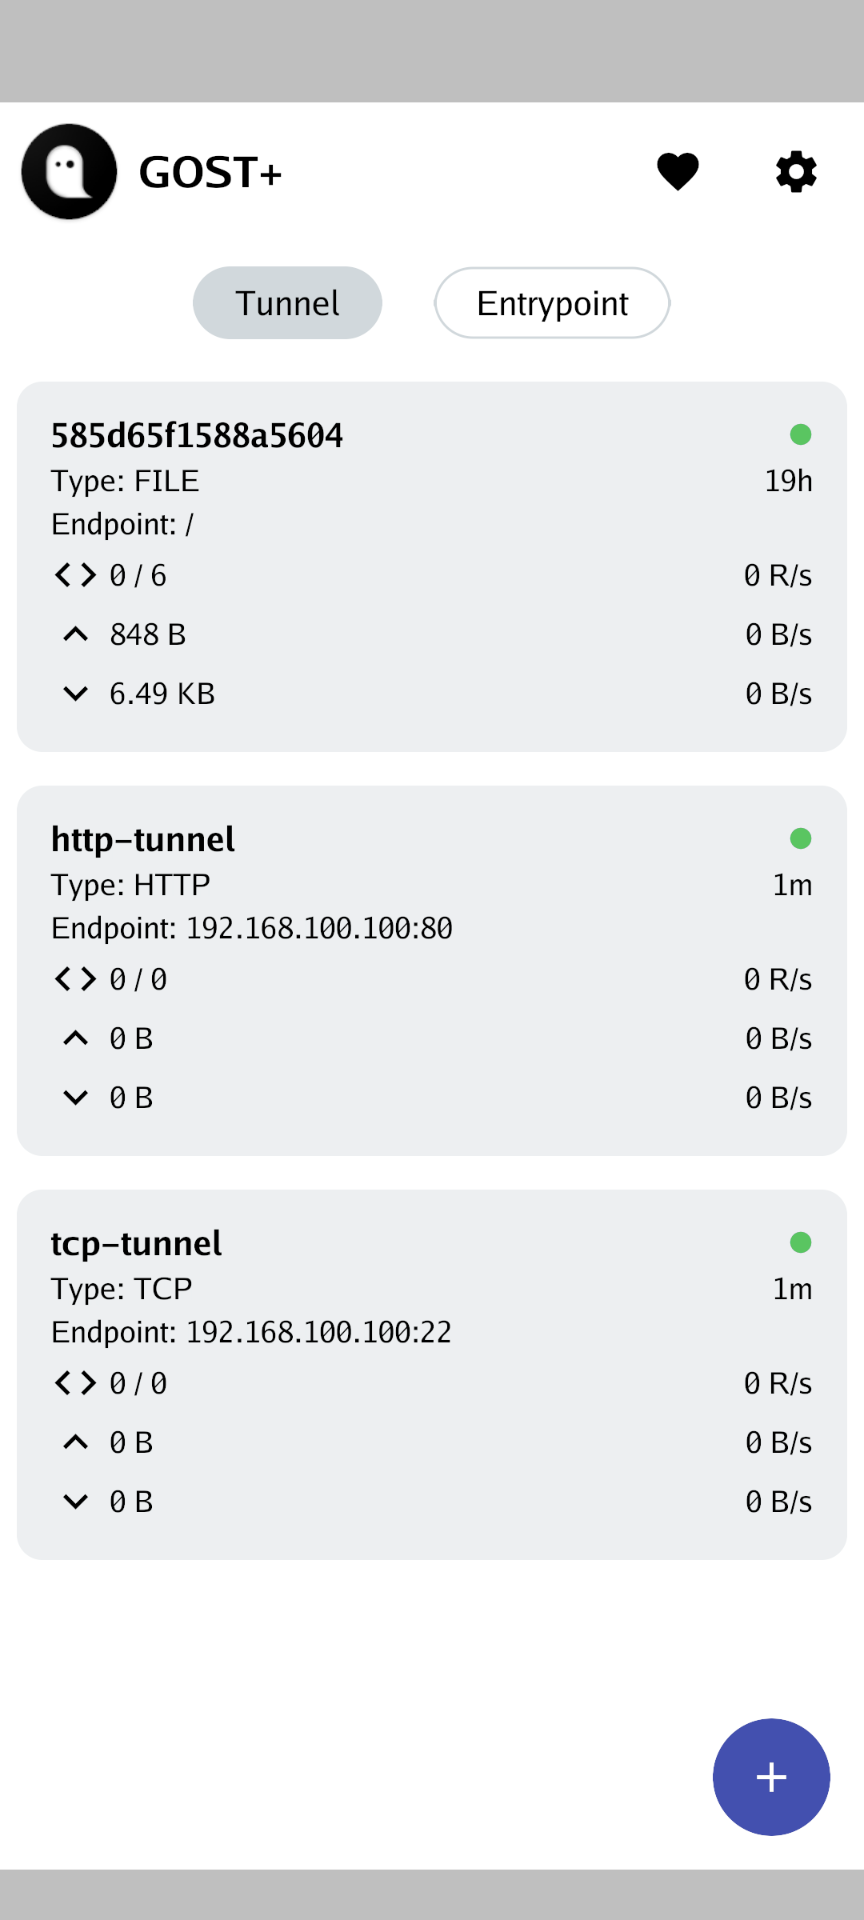 GOST+
Tunnel Entrypoint
585d65f1588a5604
Type: FILE 19h
Endpoint: /
0 / 6 0 R/s
848 B 0 B/s
6.49 KB 0 B/s
http-tunnel
Type: HTTP 1m
Endpoint: 192.168.100.100:80
0 / 0 0 R/s
0 B 0 B/s
0 B 0 B/s
tcp-tunnel
Type: TCP 1m
Endpoint: 192.168.100.100:22
0 / 0 0 R/s
0 B 0 B/s
0 B 0 B/s